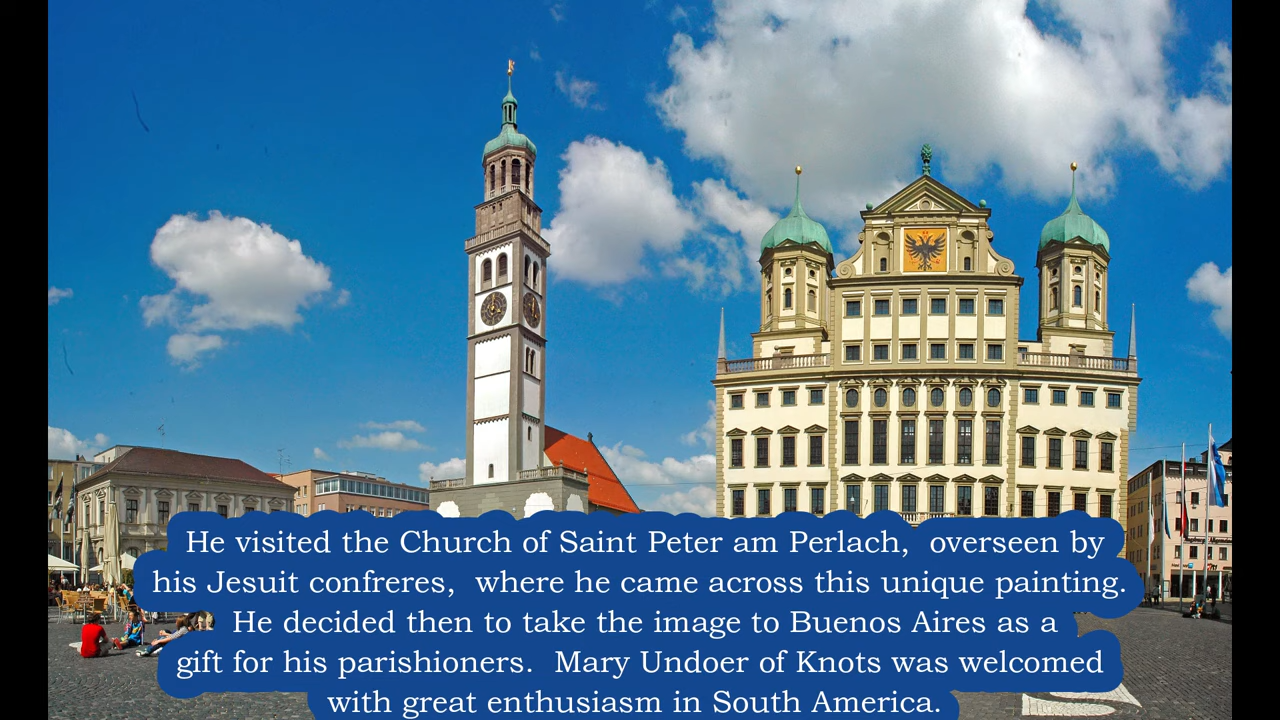 He visited the Church of Saint Peter am Perlach,  overseen by
his Jesuit confreres,  where he came across this unique painting.
He decided then to take the image to Buenos Aires as a
gift for his parishioners.  Mary Undoer of Knots was welcomed
with great enthusiasm in South America.